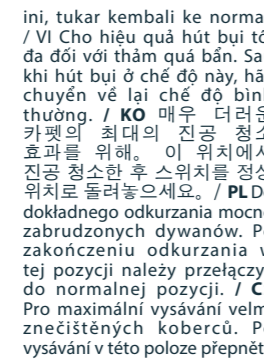 ini, tukar kembali ke norma
/ VI Cho hiệu quả hút bụi tố
đa đối với thảm quá bẩn. Sa
khi hút bụi ở chế độ này, hã
chuyển về lại chế độ bình
thường. / KO 매우 더러운
카펫의 최대의 진공 청소
효과를 위해。 이 위치에서
진공 청소한 후 스위치를 정상
위치로 돌려놓으세요。 / PL D
dokładnego odkurzania mocn
zabrudzonych dywanów. P
zakończeniu odkurzania w
tej pozycji należy przełączy
do normalnej pozycji. / C
Pro maximální vysávání velm
znečištěných koberců. P
vysávání v této poloze přepnět